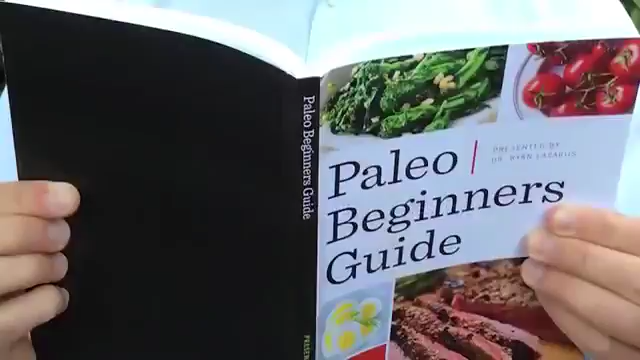 Paleo
Beginners
Guide
PRESENTED BY
DR. RYAN LAZARUS
Paleo Beginners Guide